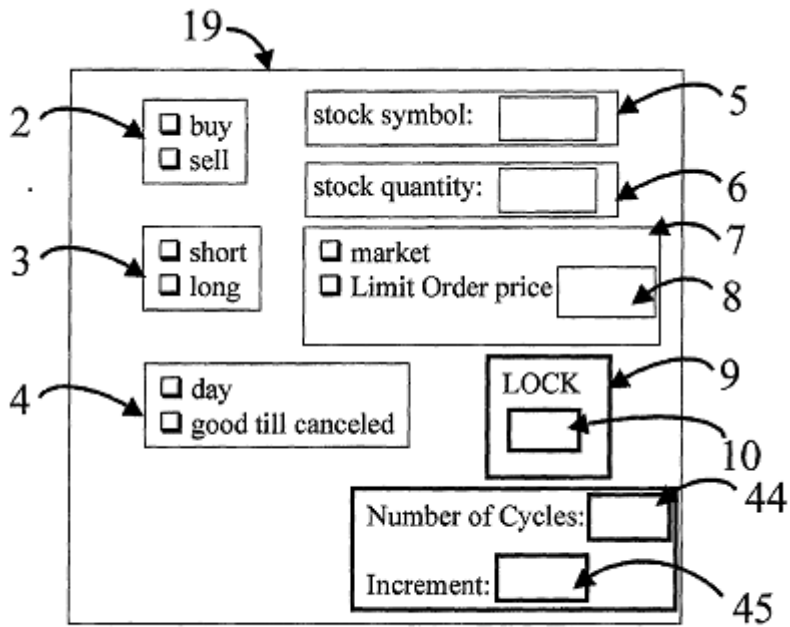 19
2
buy
sell
stock symbol:
5
stock quantity:
6
3
short
long
7
market
Limit Order price
8
4
day
good till canceled
LOCK
9
10
44
Number of Cycles:
Increment:
45